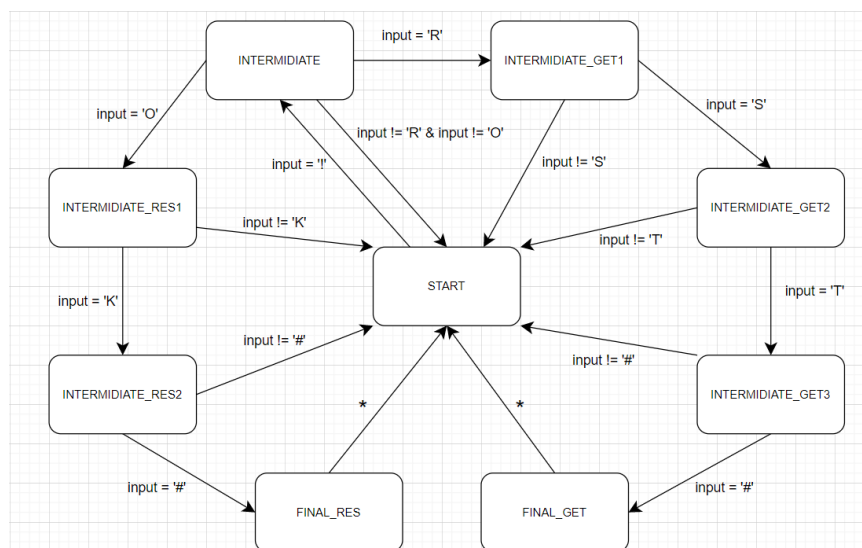 input = 'R'
INTERMIDIATE
INTERMIDIATE_GET1
input = 'O'
input = 'S'
input != 'R' & input != 'O'
input = '!'
input != 'S'
INTERMIDIATE_RES1
INTERMIDIATE_GET2
input != 'K'
input != 'T'
START
input = 'K'
input = 'T'
input != '#'
input != '#'
INTERMIDIATE_RES2
INTERMIDIATE_GET3
*
*
input = '#'
input = '#'
FINAL_RES
FINAL_GET